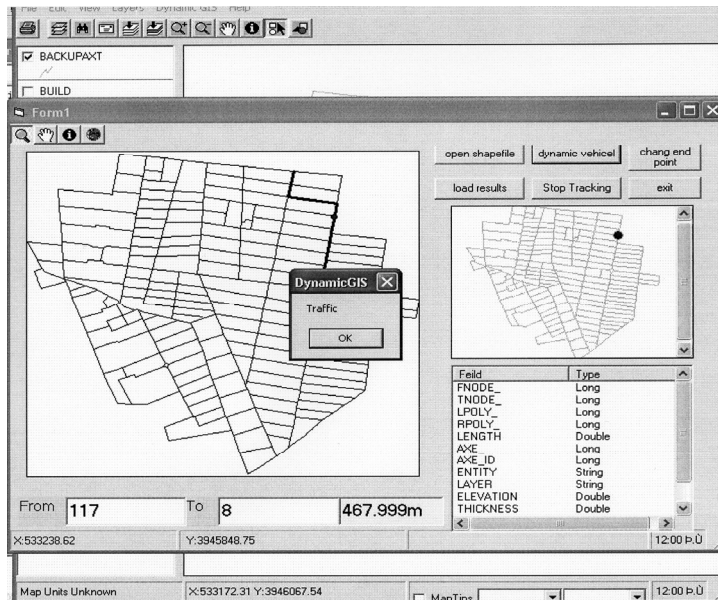 File Edit View Layers Dynamic GIS Help
BACKUPAXT
BUILD
Form1
open shapefile
dynamic vehicel
chang end
point
load results
Stop Tracking
exit
DynamicGIS
Traffic
OK
Feild Type
FNODE_ Long
TNODE_ Long
LPOLY_ Long
RPOLY_ Long
LENGTH Double
AXE_ Long
AXE_ID Long
ENTITY String
LAYER String
ELEVATION Double
THICKNESS Double
From 117 To 8 467.999m
X:533238.62 Y:3945848.75 12:00 Þ.Ù
Map Units Unknown X:533172.31 Y:3946067.54 MapTips 12:00 Þ.Ù